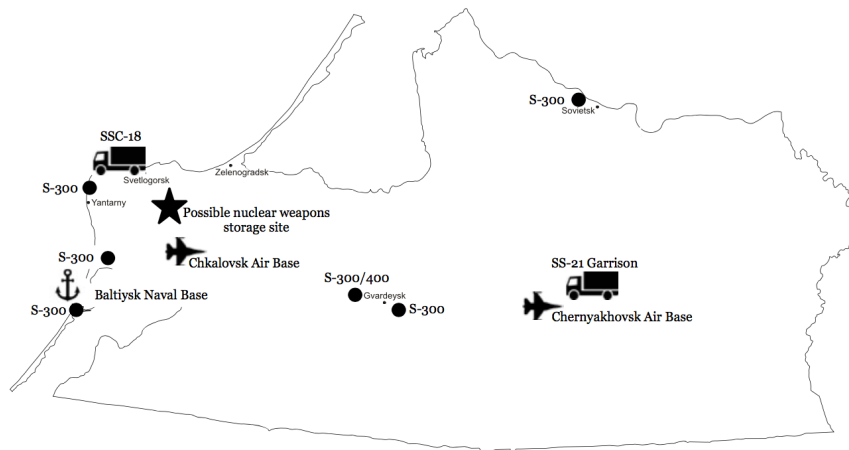 S-300
Sovietsk
SSC-18
Svetlogorsk
Zelenogradsk
S-300
Yantarny
Possible nuclear weapons
storage site
S-300
Chkalovsk Air Base
SS-21 Garrison
S-300/400
Baltiysk Naval Base
Gvardeysk
S-300
S-300
Chernyakhovsk Air Base